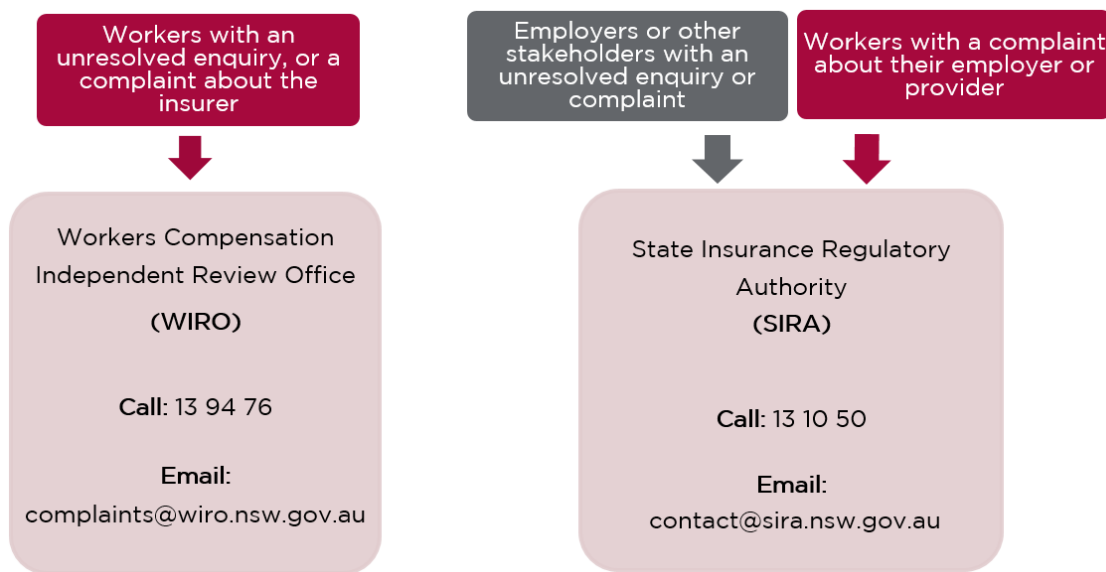 Workers with an
unresolved enquiry, or a
complaint about the
insurer
Workers Compensation
Independent Review Office
(WIRO)
Call: 13 94 76
Email:
complaints@wiro.nsw.gov.au
Employers or other
stakeholders with an
unresolved enquiry or
complaint
Workers with a complaint
about their employer or
provider
State Insurance Regulatory
Authority
(SIRA)
Call: 13 10 50
Email:
contact@sira.nsw.gov.au